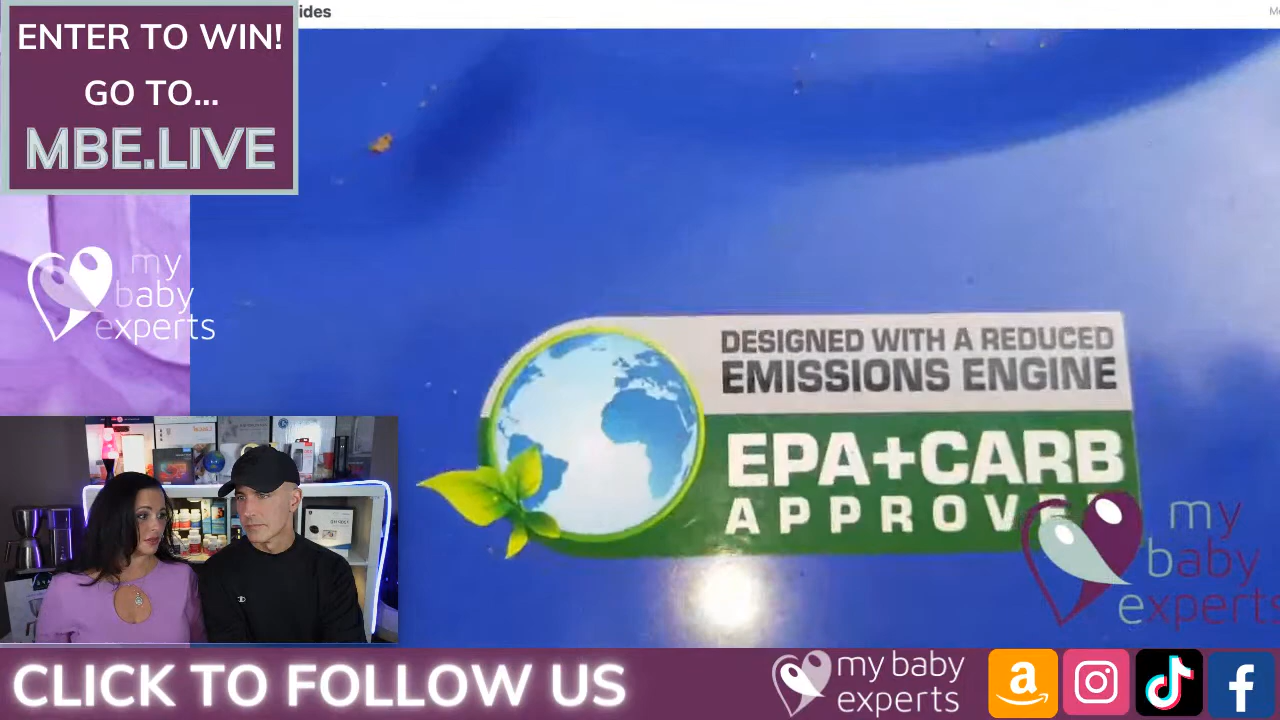 ENTER TO WIN!
GO TO...
MBE.LIVE
ides
my
baby
experts
DESIGNED WITH A REDUCED
EMISSIONS ENGINE
EPA+CARB
APPROVE
my
baby
experts
CLICK TO FOLLOW US
my baby
experts